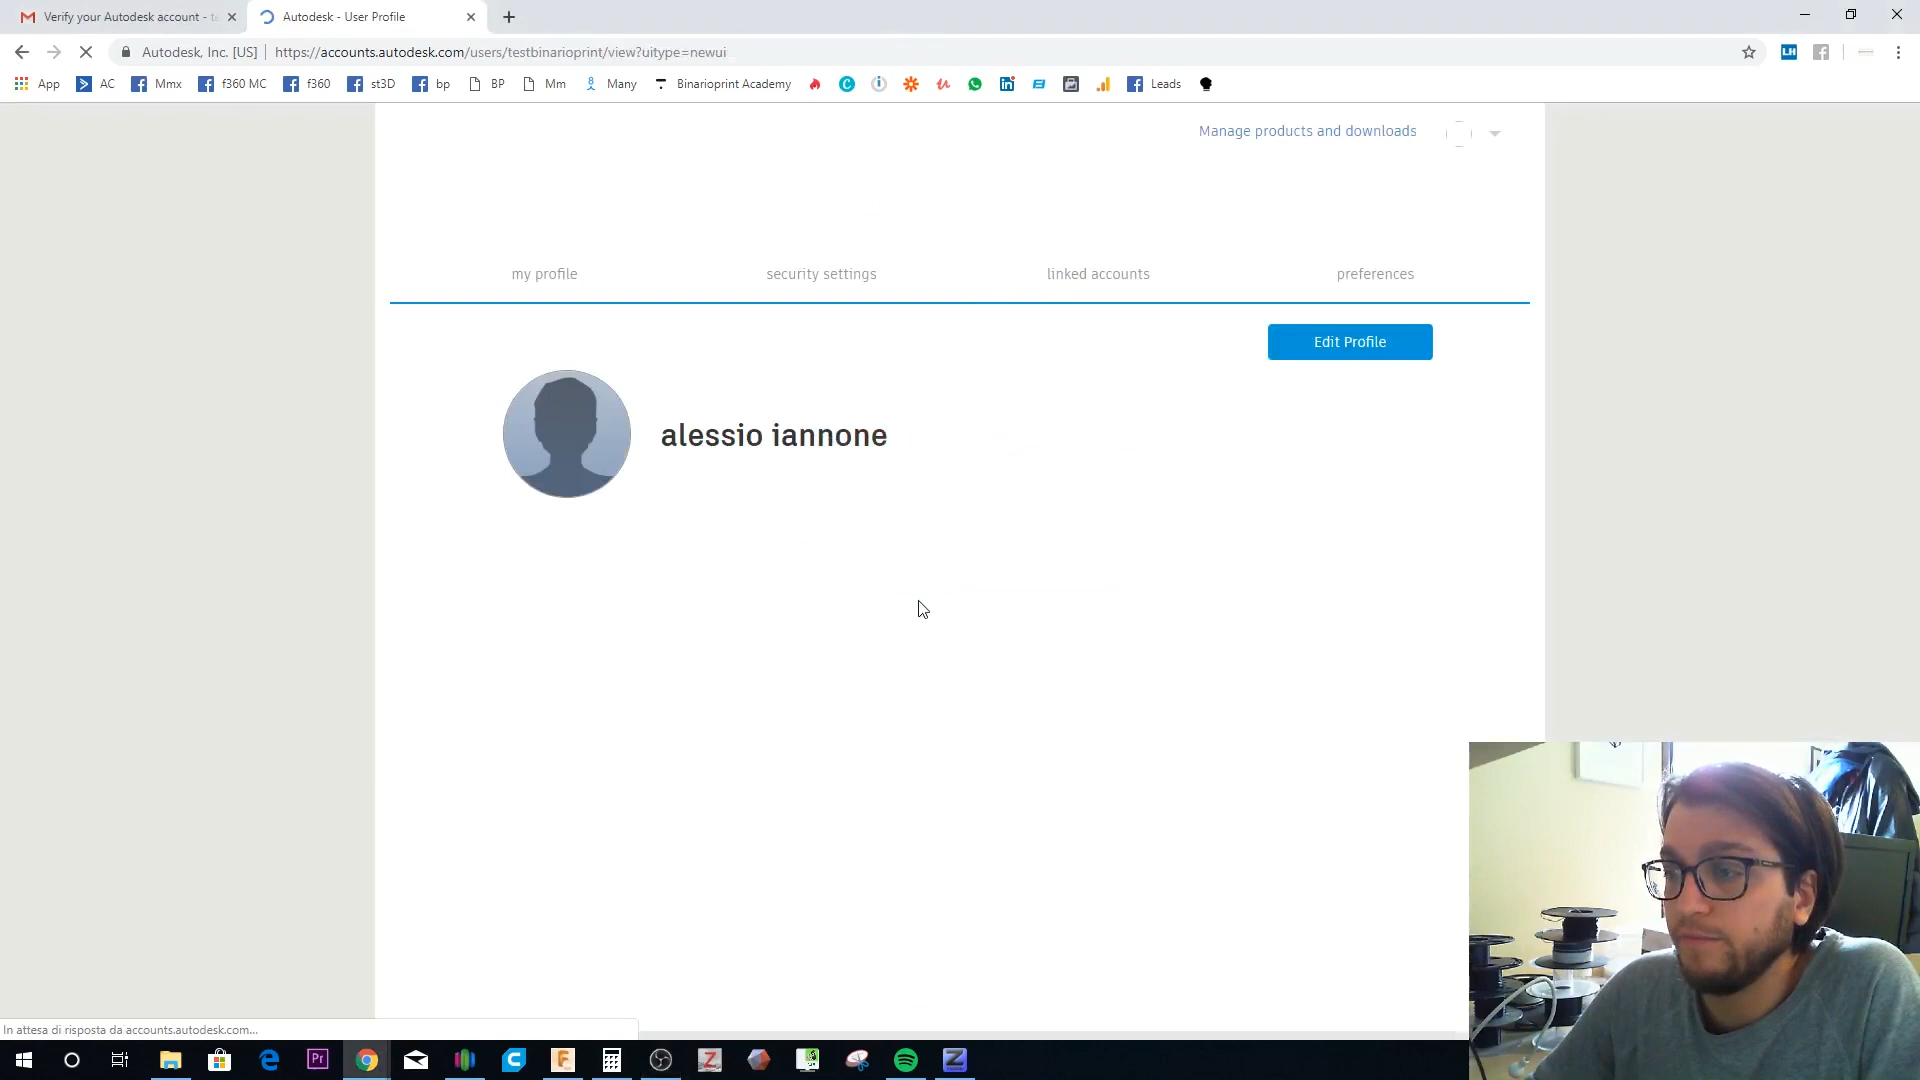 Verify your Autodesk account - te
Autodesk - User Profile
Autodesk, Inc. [US] | https://accounts.autodesk.com/users/testbinarioprint/view?uitype=newui
App AC Mmx f360 MC f360 st3D bp BP Mm Many Binarioprint Academy Leads
Manage products and downloads
my profile security settings linked accounts preferences
Edit Profile
alessio iannone
In attesa di risposta da accounts.autodesk.com...